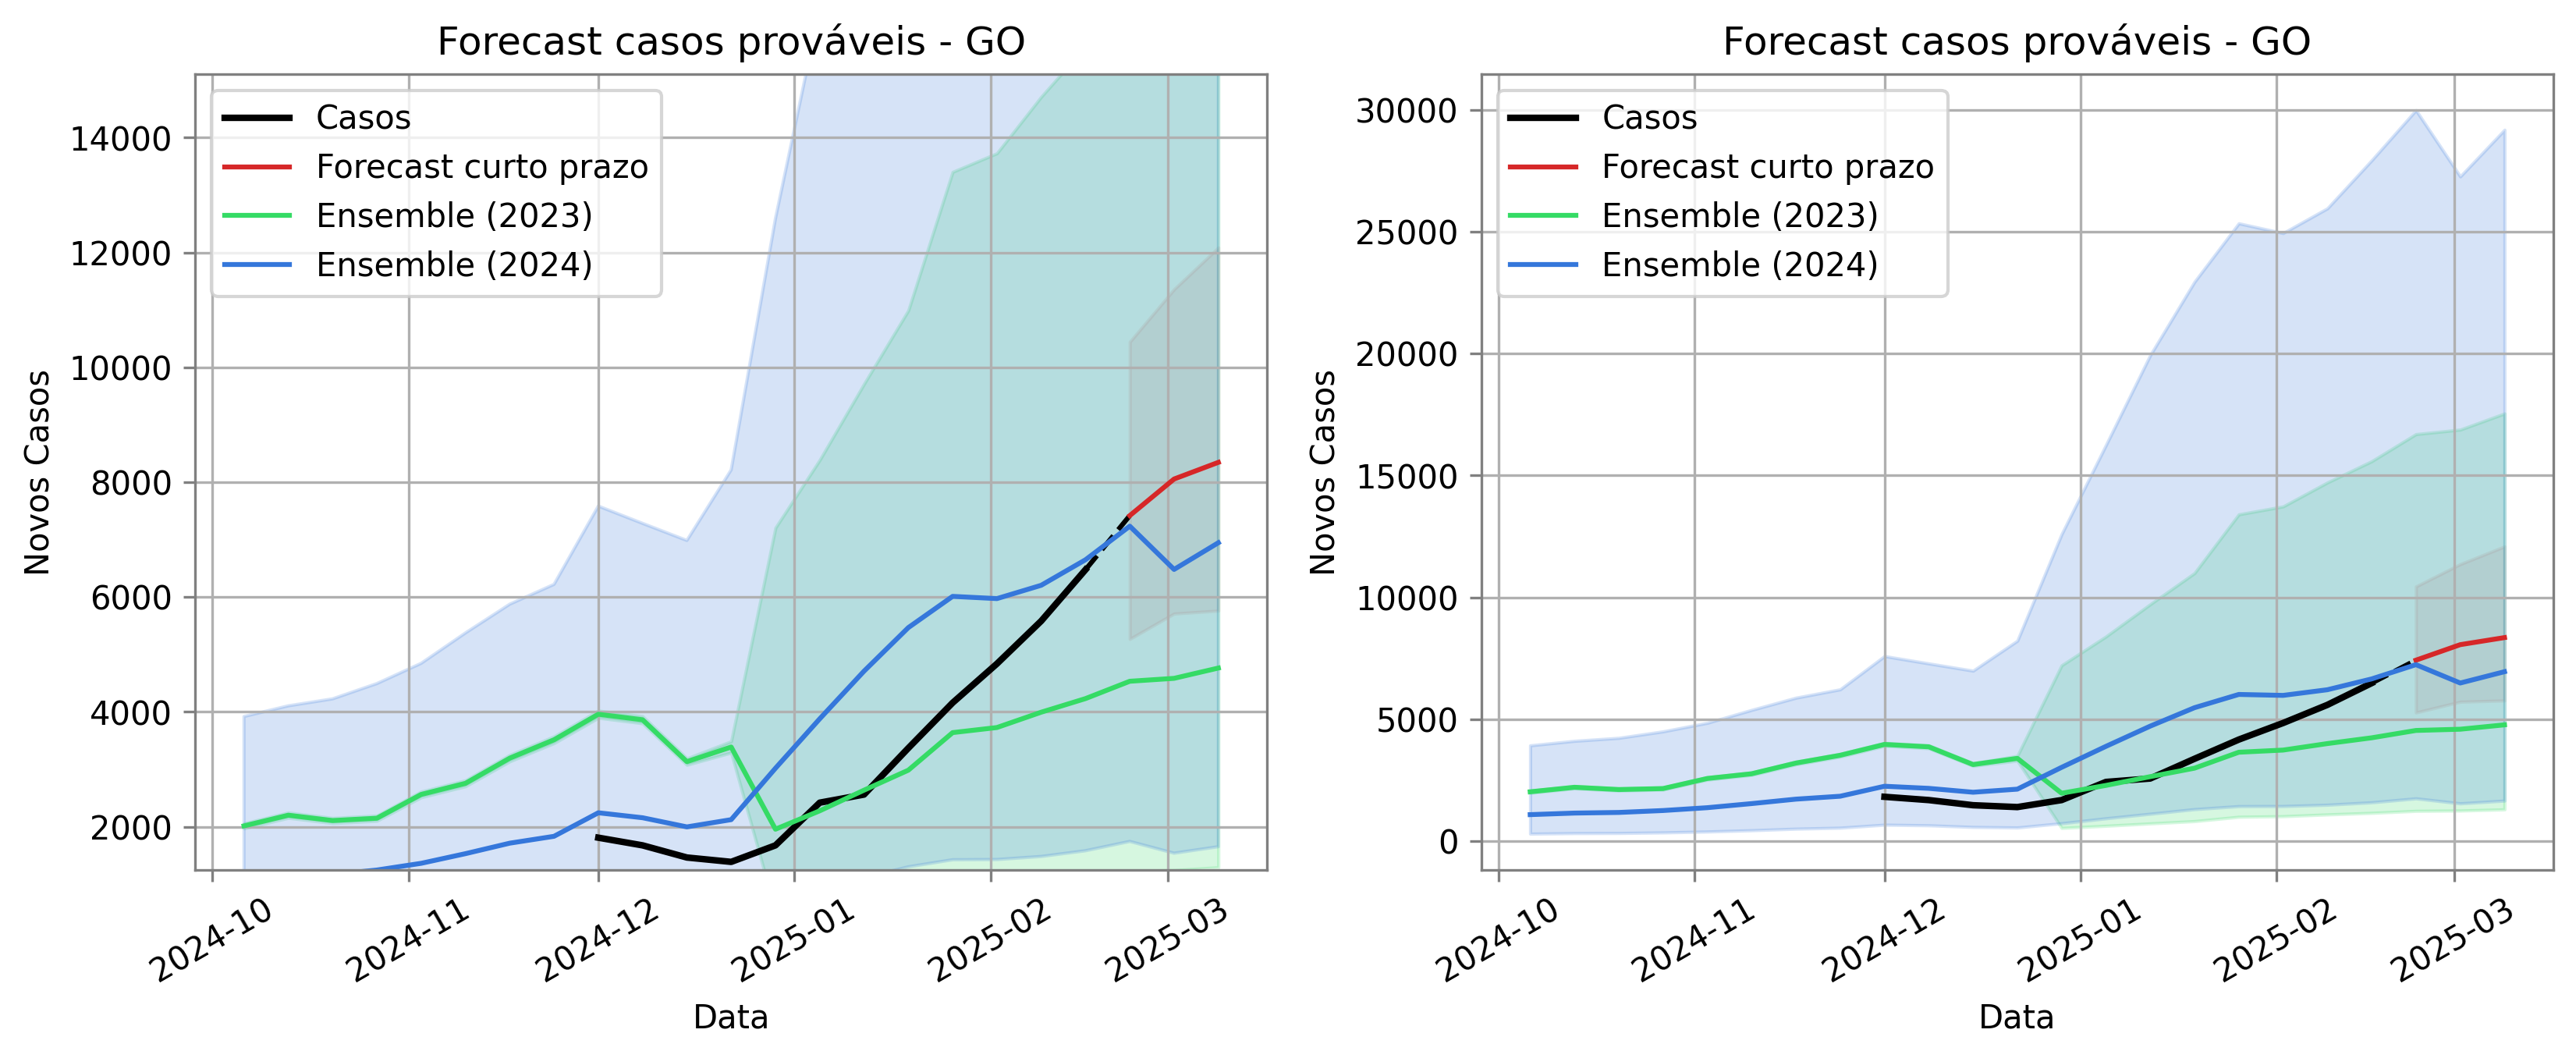 Forecast casos prováveis - GO
Casos
Forecast curto prazo
Ensemble (2023)
Ensemble (2024)
14000
12000
10000
8000
6000
4000
2000
Novos Casos
2024-10
2024-11
2024-12
2025-01
2025-02
2025-03
Data
Forecast casos prováveis - GO
Casos
Forecast curto prazo
Ensemble (2023)
Ensemble (2024)
30000
25000
20000
15000
10000
5000
0
Novos Casos
2024-10
2024-11
2024-12
2025-01
2025-02
2025-03
Data